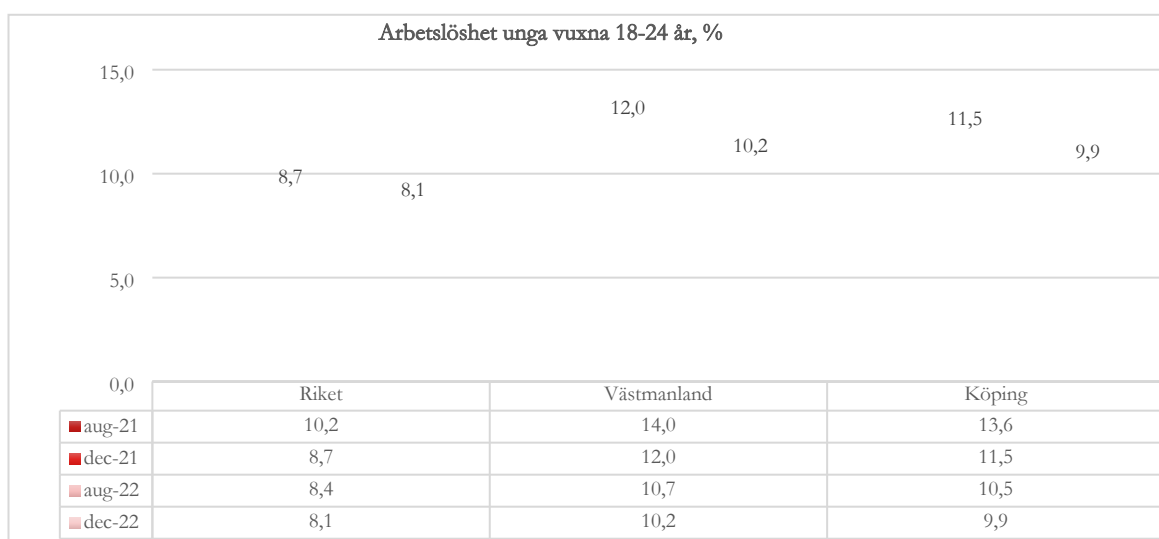 Arbetslöshet unga vuxna 18-24 år, %
15,0
12,0
11,5
10,2
9,9
10,0
8,7
8,1
5,0
0,0
Riket Västmanland Köping
aug-21 10,2 14,0 13,6
dec-21 8,7 12,0 11,5
aug-22 8,4 10,7 10,5
dec-22 8,1 10,2 9,9